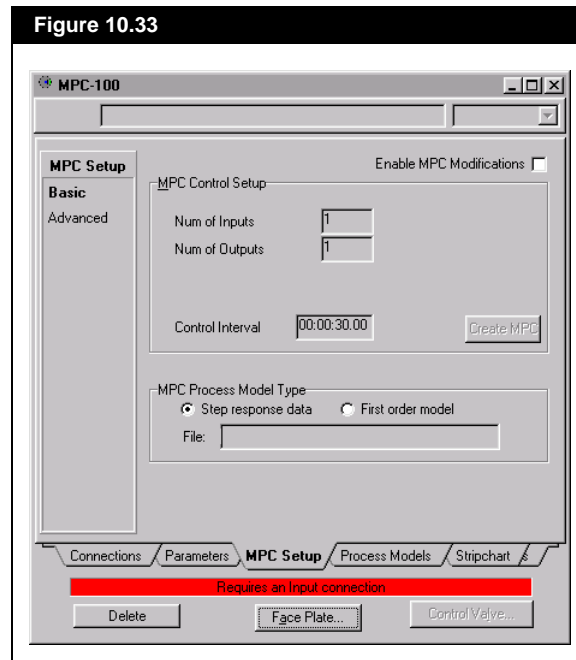 Figure 10.33
MPC-100
MPC Setup
Basic
Advanced
Enable MPC Modifications
MPC Control Setup
Num of Inputs 1
Num of Outputs 1
Control Interval 00:00:30.00 Create MPC
MPC Process Model Type
Step response data First order model
File:
Connections Parameters MPC Setup Process Models Stripchart s
Requires an Input connection
Delete Face Plate... Control Valve...